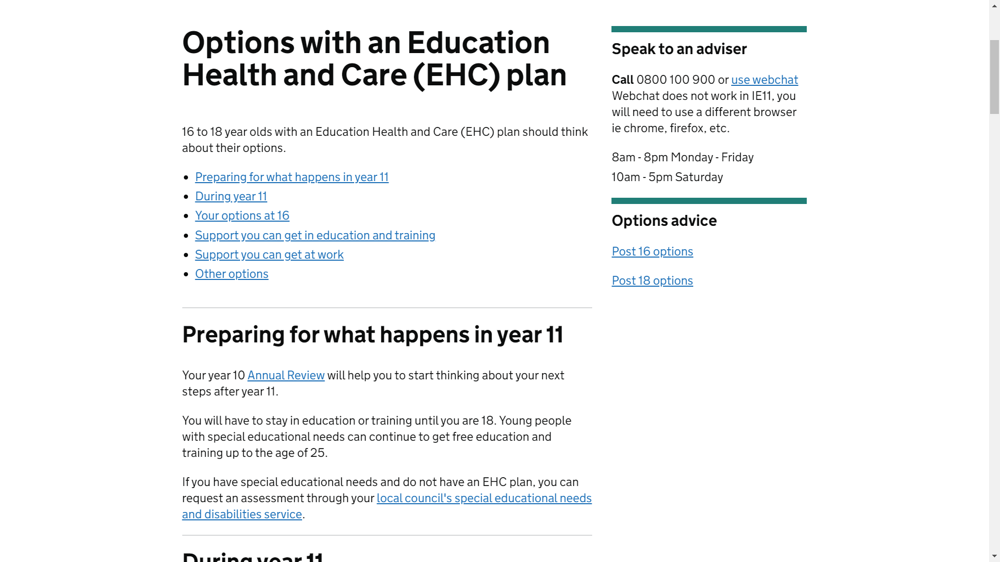 Options with an Education
Health and Care (EHC) plan
16 to 18 year olds with an Education Health and Care (EHC) plan should think
about their options.
Preparing for what happens in year 11
During year 11
Your options at 16
Support you can get in education and training
Support you can get at work
Other options
Preparing for what happens in year 11
Your year 10 Annual Review will help you to start thinking about your next
steps after year 11.
You will have to stay in education or training until you are 18. Young people
with special educational needs can continue to get free education and
training up to the age of 25.
If you have special educational needs and do not have an EHC plan, you can
request an assessment through your local council's special educational needs
and disabilities service.
During year 11
Speak to an adviser
Call 0800 100 900 or use webchat
Webchat does not work in IE11, you
will need to use a different browser
ie chrome, firefox, etc.
8am - 8pm Monday - Friday
10am - 5pm Saturday
Options advice
Post 16 options
Post 18 options